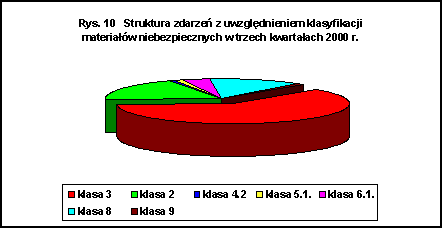 Rys. 10 Struktura zdarzeń z uwzględnieniem klasyfikacji
materiałów niebezpiecznych w trzech kwartałach 2000 r.
klasa 3 klasa 2 klasa 4.2 klasa 5.1. klasa 6.1.
klasa 8 klasa 9